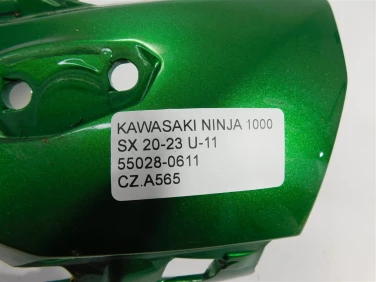 KAWASAKI NINJA 1000
SX 20-23 U-11
55028-0611
CZ.A565